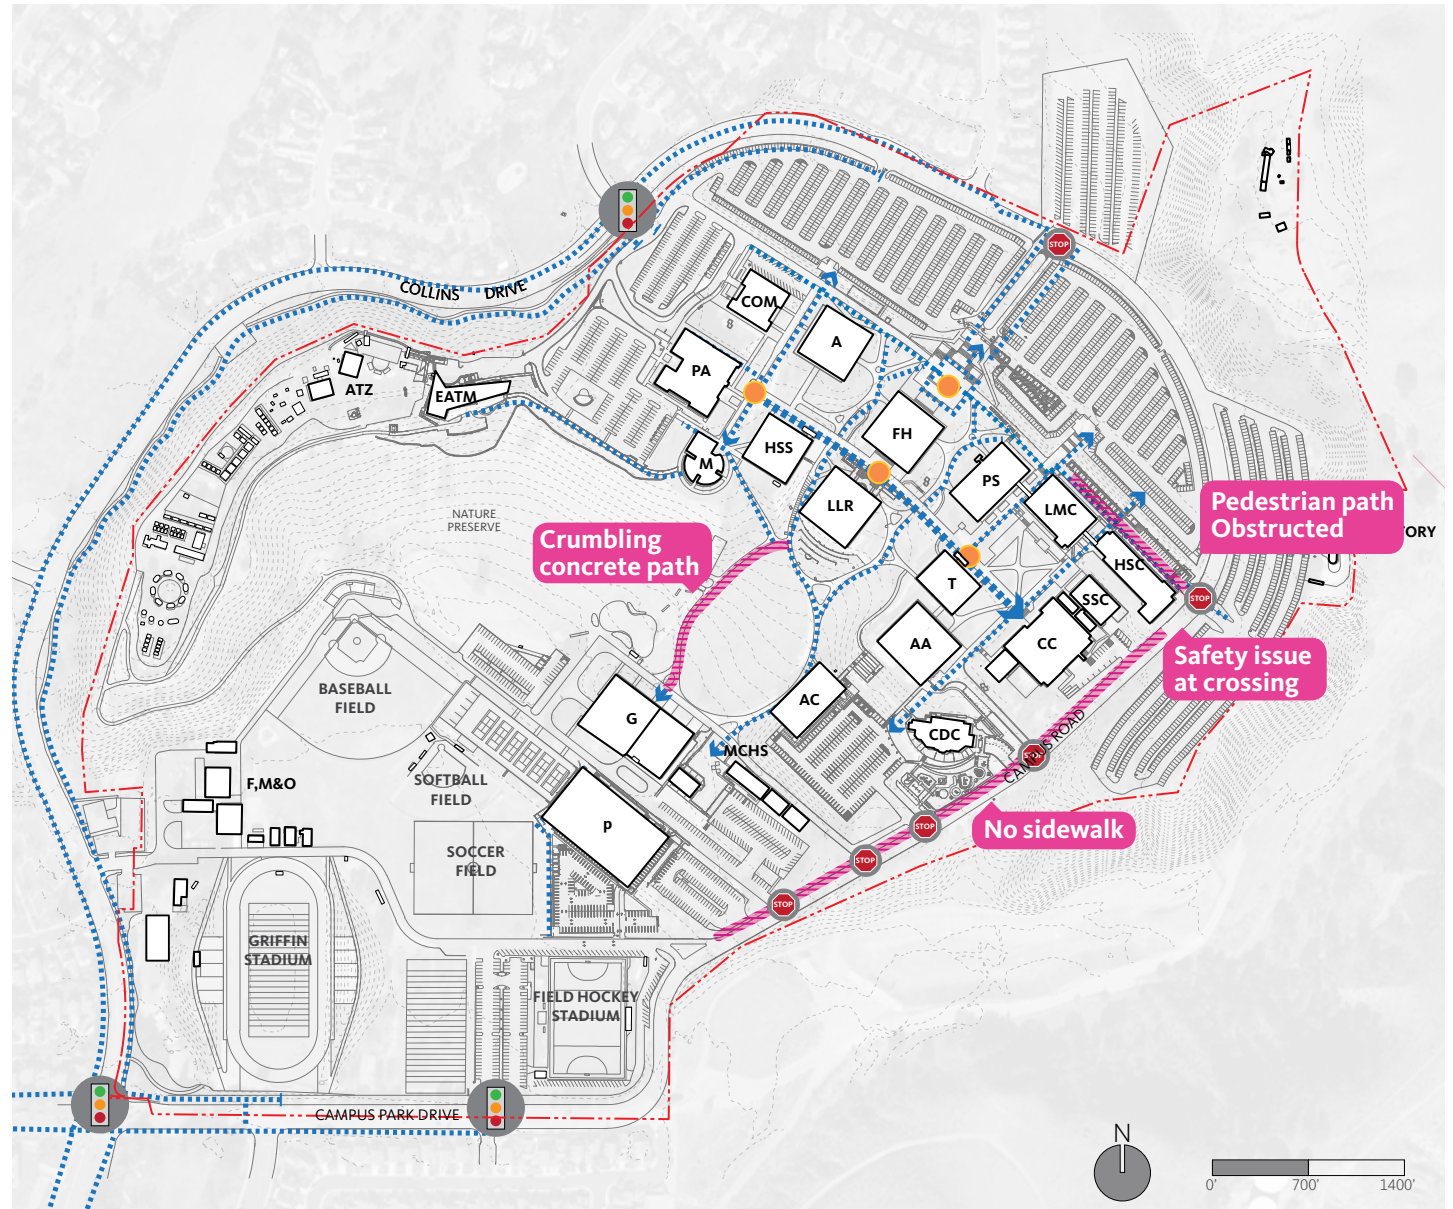 STOP
COLLINS DRIVE
COM
A
PA
ATZ
EATM
FH
HSS
M
PS
LLR
LMC
Pedestrian path
Obstructed
NATURE
PRESERVE
Crumbling
concrete path
ORY
HSC
T
SSC
STOP
AA
CC
Safety issue
at crossing
BASEBALL
FIELD
AC
G
CDC
MCHS
CAMPUS ROAD
STOP
F,M&O
SOFTBALL
FIELD
No sidewalk
P
STOP
SOCCER
FIELD
STOP
STOP
GRIFFIN
STADIUM
FIELD HOCKEY
STADIUM
CAMPUS PARK DRIVE
N
0'
700'
1400'